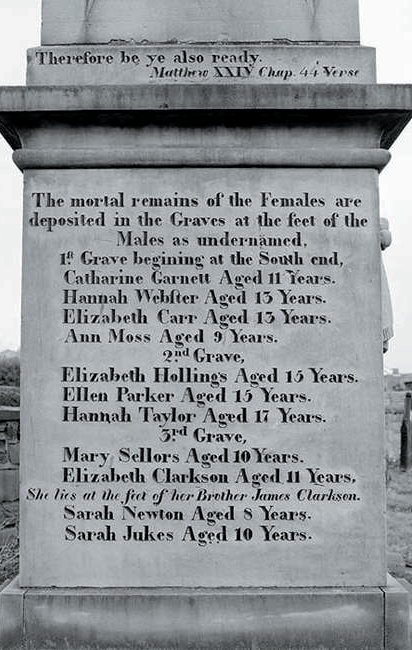 Therefore be ye also ready.
Matthew XXIV Chap. 44 Verse
The mortal remains of the Females are
deposited in the Graves at the feet of the
Males as undernamed,
1st Grave begining at the South end,
Catharine Garnett Aged 11 Years.
Hannah Webster Aged 13 Years.
Elizabeth Carr Aged 13 Years.
Ann Moss Aged 9 Years.
2nd Grave,
Elizabeth Hollings Aged 15 Years.
Ellen Parker Aged 15 Years.
Hannah Taylor Aged 17 Years.
3rd Grave,
Mary Sellors Aged 10 Years.
Elizabeth Clarkson Aged 11 Years,
She lies at the feet of her Brother James Clarkson.
Sarah Newton Aged 8 Years.
Sarah Jukes Aged 10 Years.